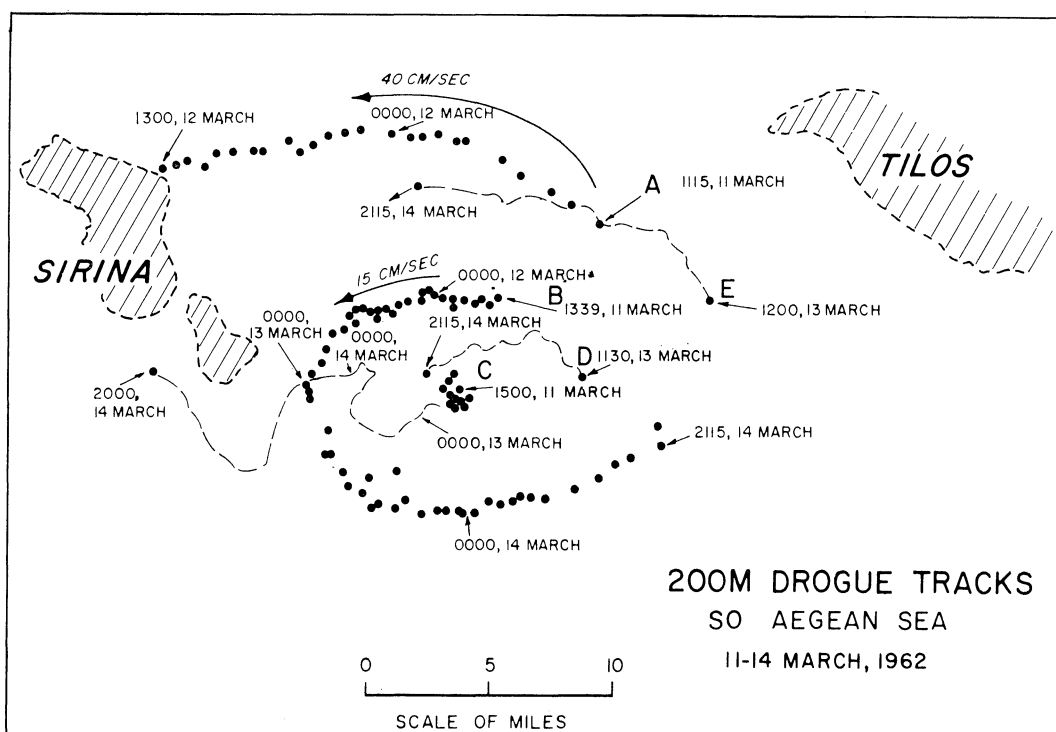 40 CM/SEC
0000, 12 MARCH
1300, 12 MARCH
TILOS
A
1115, 11 MARCH
2115, 14 MARCH
SIRINA
15 CM/SEC
0000, 12 MARCH
B
1339, 11 MARCH
E
1200, 13 MARCH
0000,
13 MARCH
0000,
14 MARCH
2115, 14 MARCH
D
1130, 13 MARCH
C
1500, 11 MARCH
2000,
14 MARCH
0000, 13 MARCH
2115, 14 MARCH
0000, 14 MARCH
200M DROGUE TRACKS
SO AEGEAN SEA
11-14 MARCH, 1962
0 5 10
SCALE OF MILES